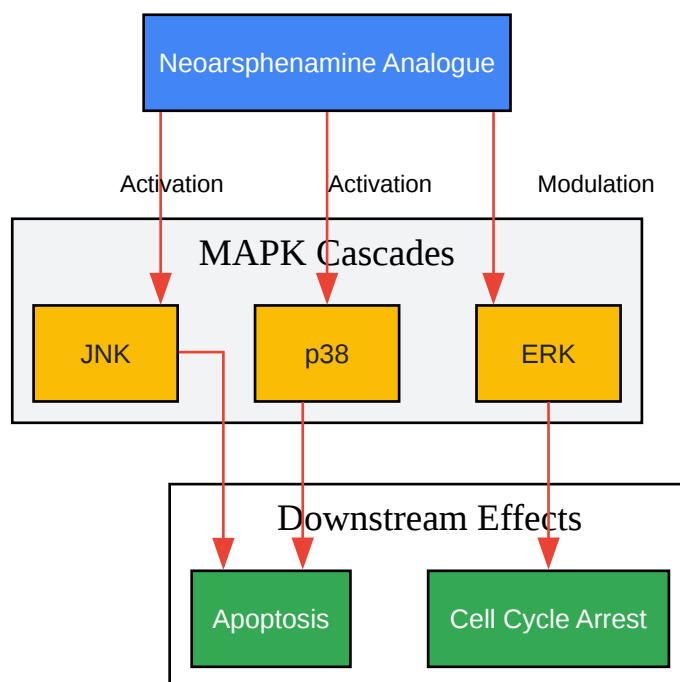 Neoarsphenamine Analogue
Activation
Activation
Modulation
MAPK Cascades
JNK
p38
ERK
Downstream Effects
Apoptosis
Cell Cycle Arrest